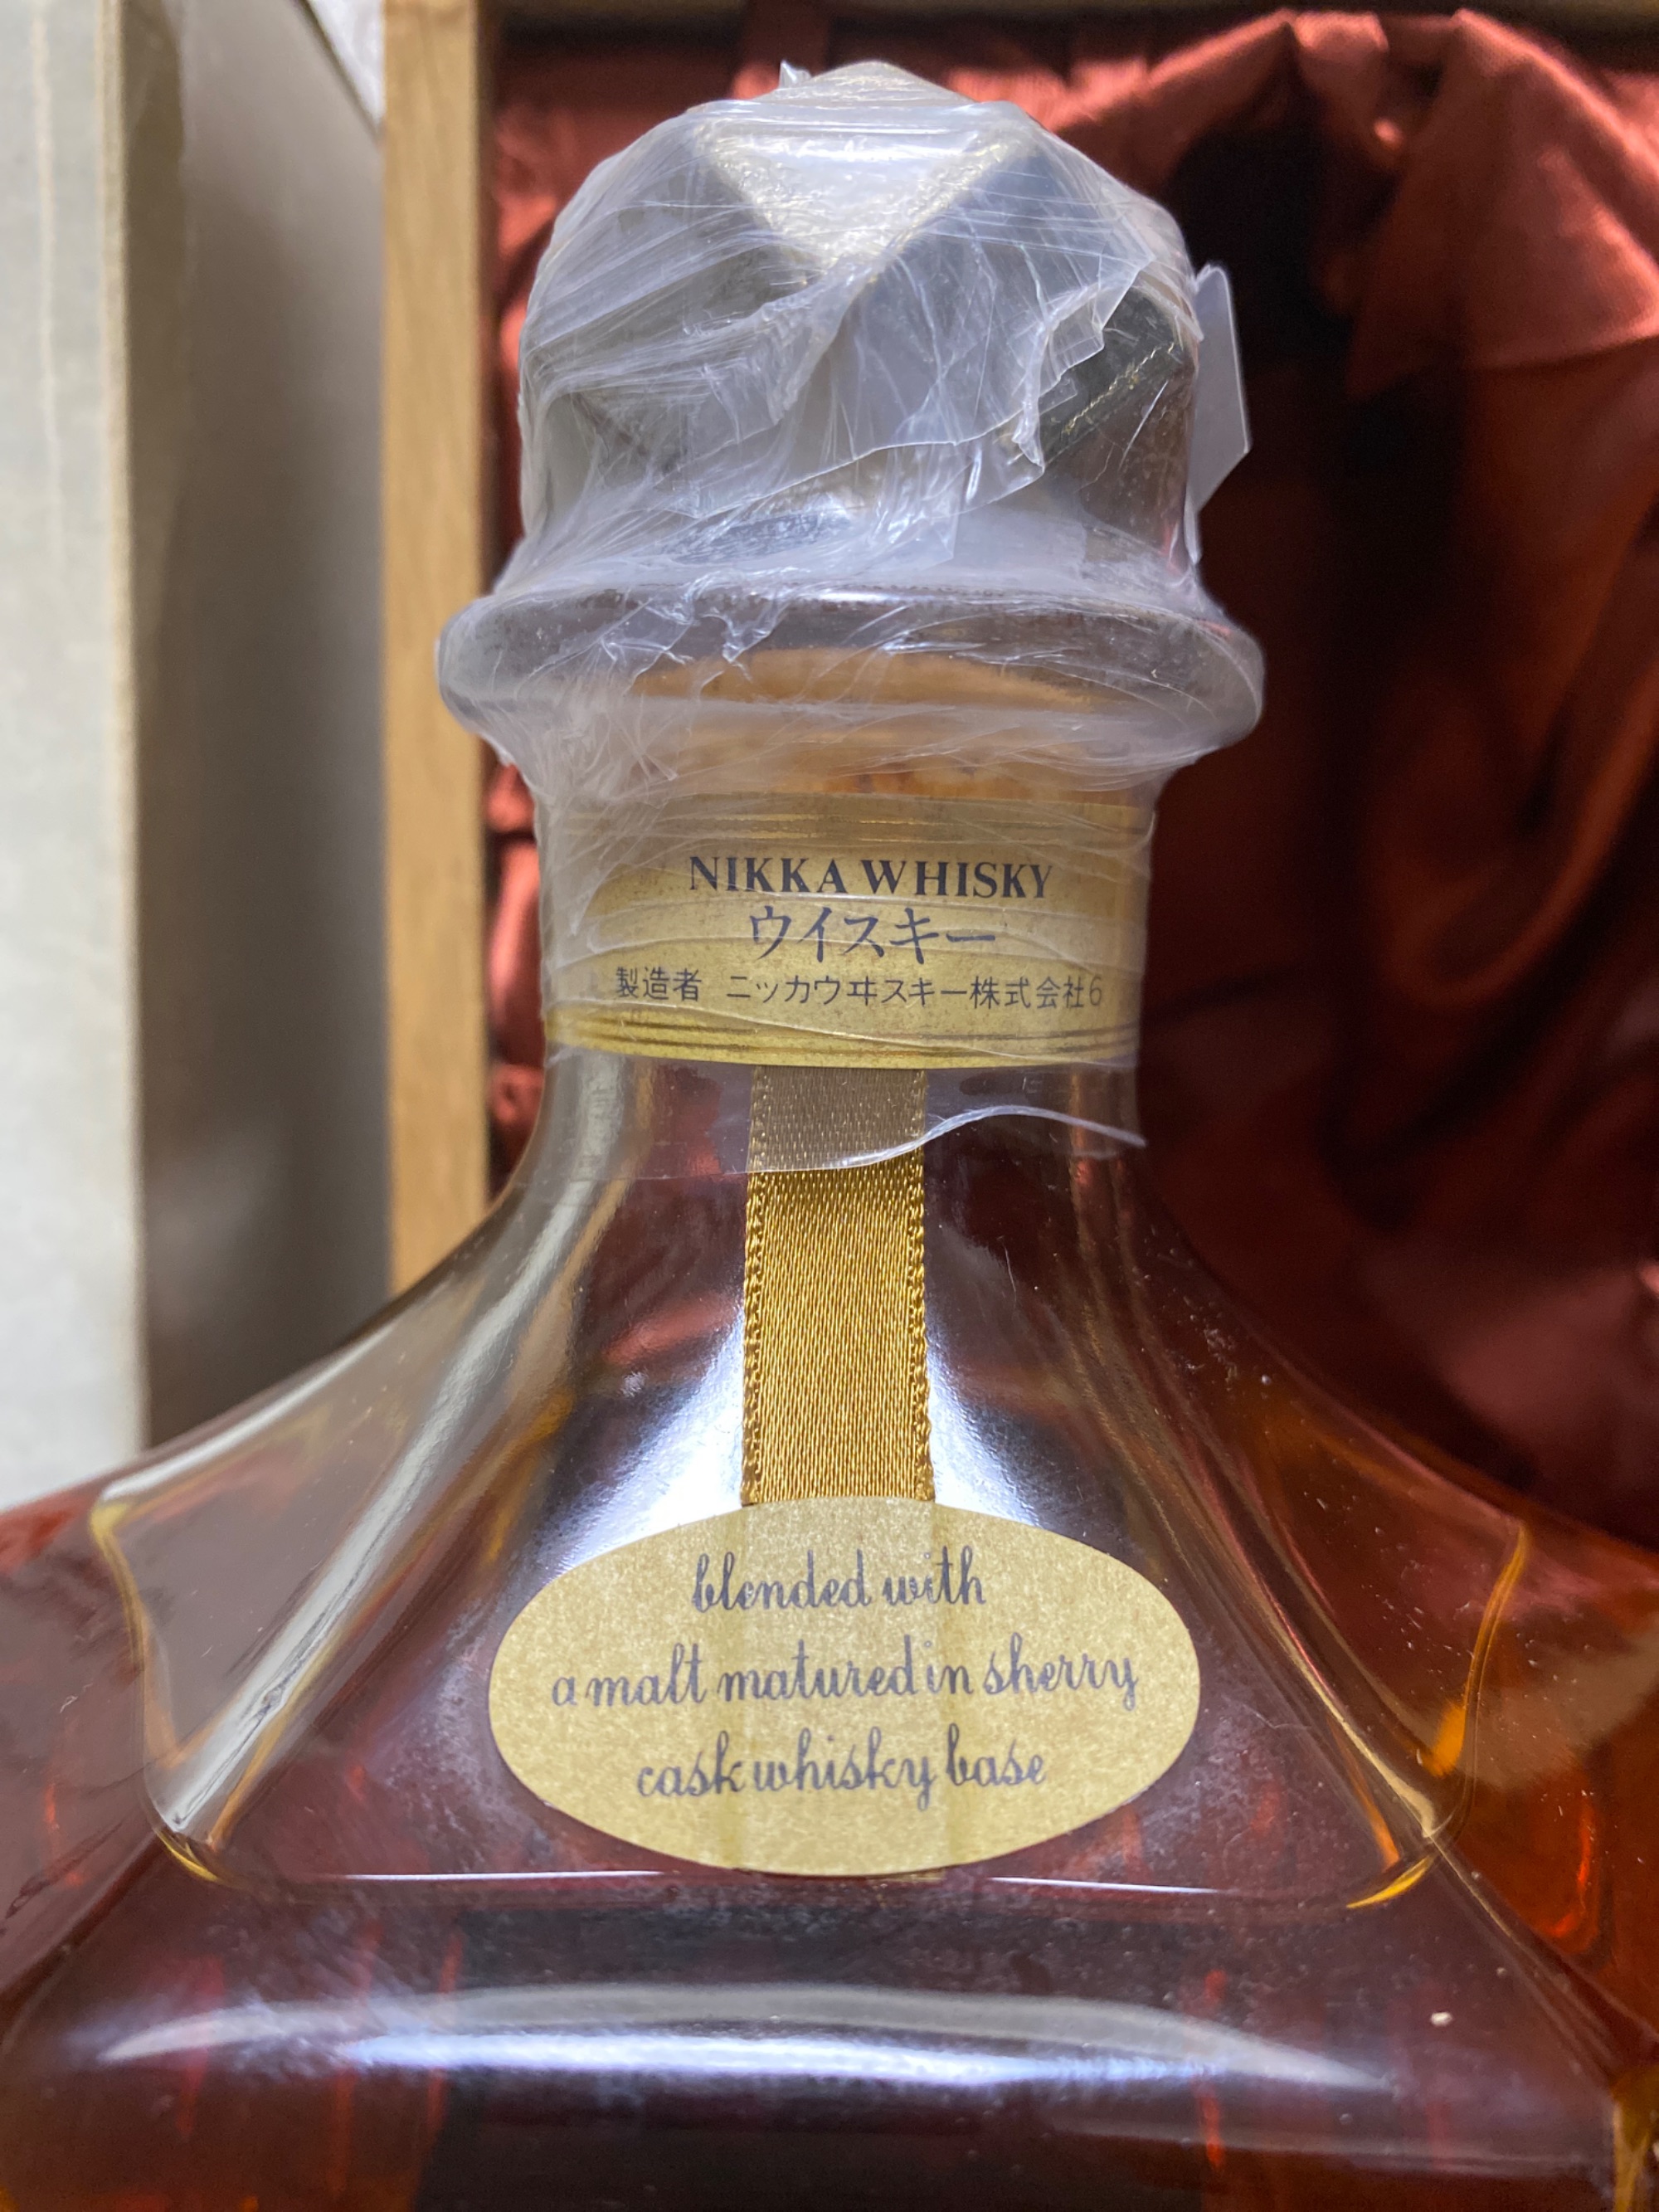 NIKKA WHISKY
ウイスキー
製造者 ニッカウヰスキー株式会社6
blended with
a malt matured in sherry
cask whisky base